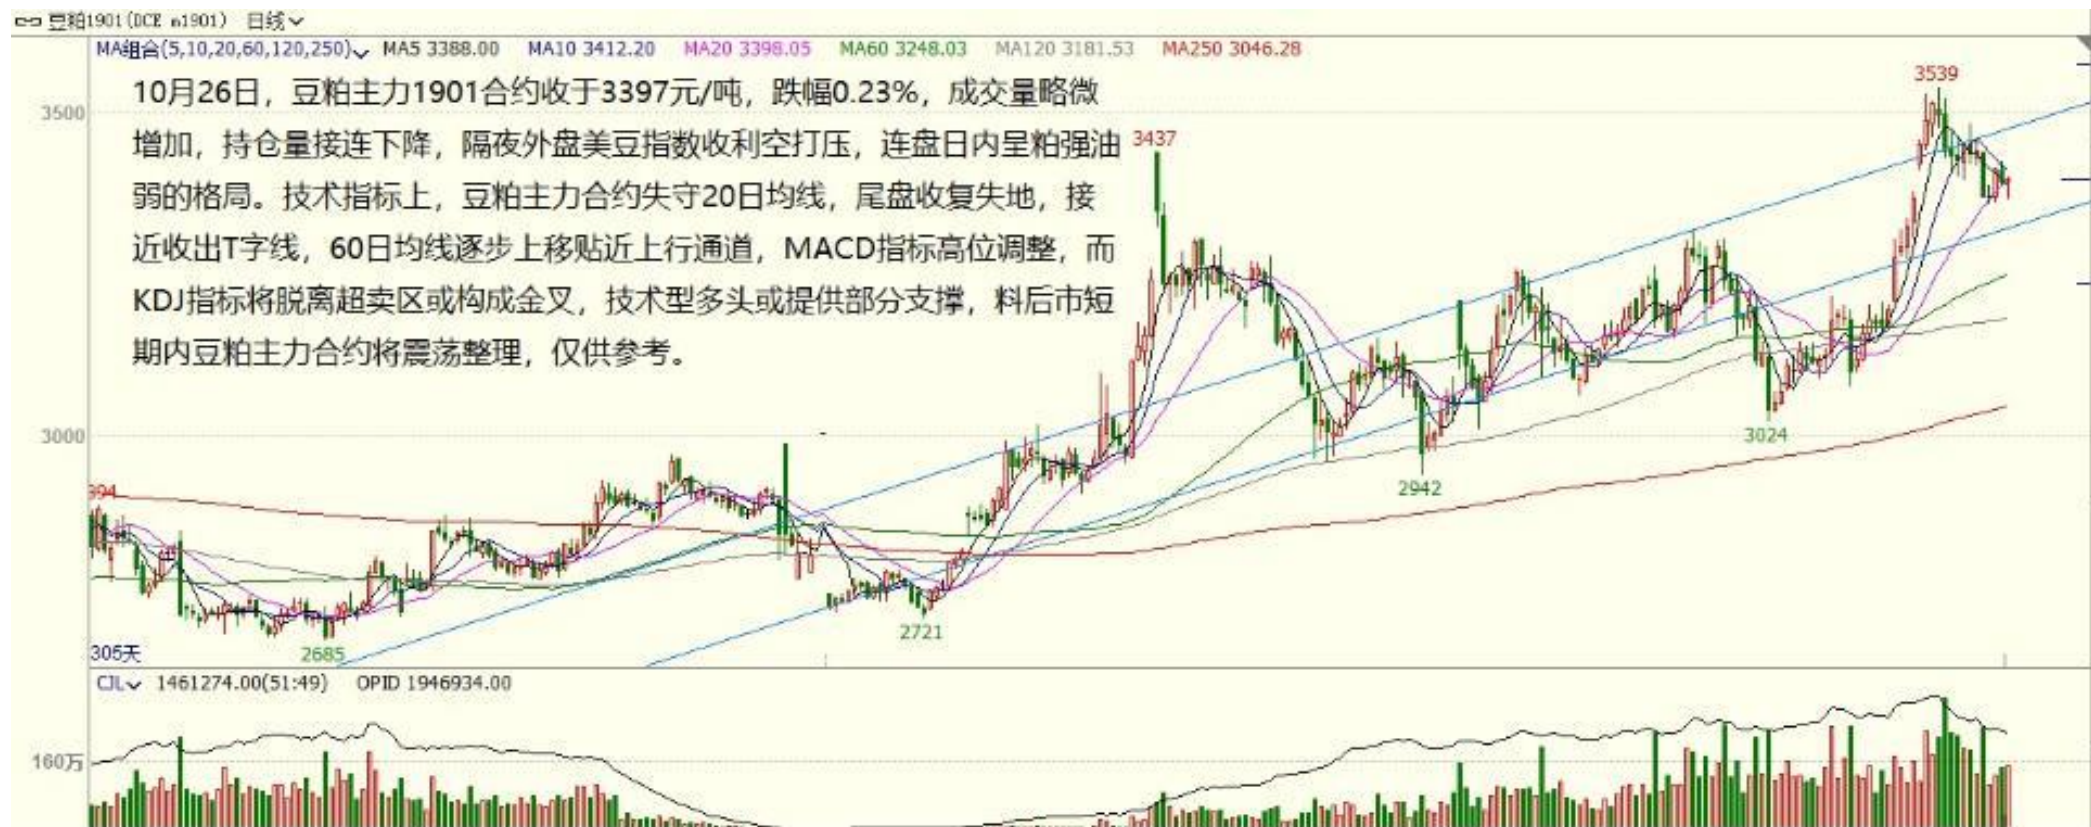 豆粕1901(DCE m1901) 日线
MA组合(5,10,20,60,120,250) MA5 3388.00 MA10 3412.20 MA20 3398.05 MA60 3248.03 MA120 3181.53 MA250 3046.28
10月26日，豆粕主力1901合约收于3397元/吨，跌幅0.23%，成交量略微
增加，持仓量接连下降，隔夜外盘美豆指数收利空打压，连盘日内呈粕强油
弱的格局。技术指标上，豆粕主力合约失守20日均线，尾盘收复失地，接
近收出T字线，60日均线逐步上移贴近上行通道，MACD指标高位调整，而
KDJ指标将脱离超卖区或构成金叉，技术型多头或提供部分支撑，料后市短
期内豆粕主力合约将震荡整理，仅供参考。
3539
3500
3437
3000
3024
2942
2721
2685
305天
CJL 1461274.00(51:49) OPID 1946934.00
160万